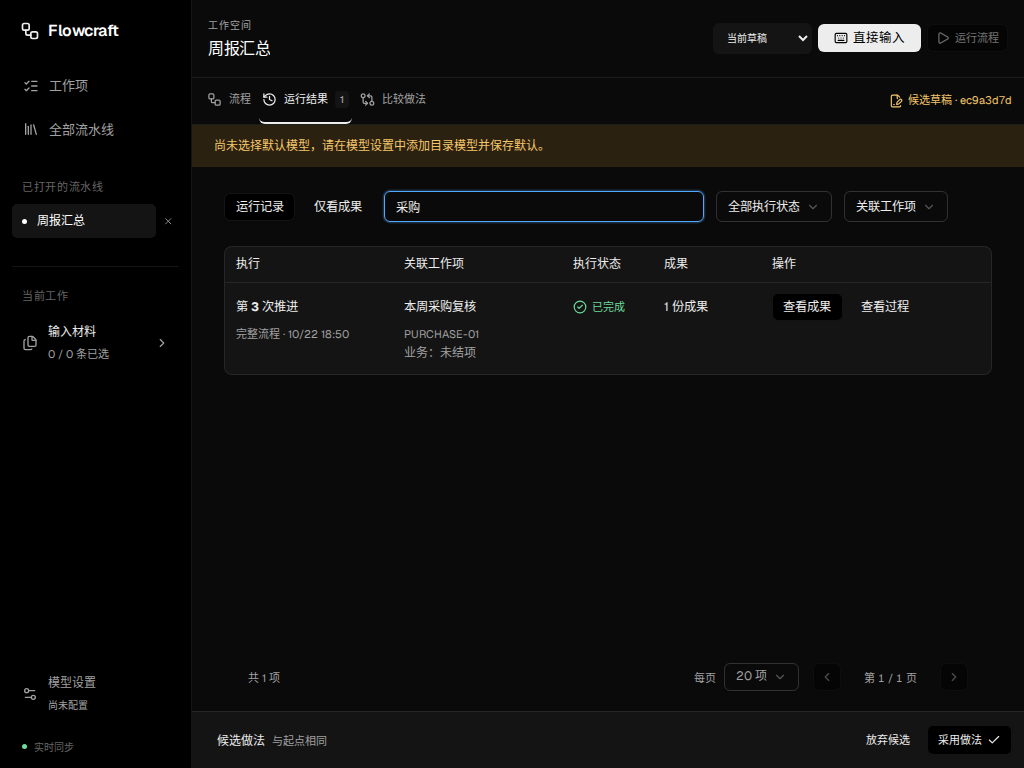 Flowcraft
工作项
全部流水线
已打开的流水线
周报汇总
当前工作
输入材料
0 / 0 条已选
模型设置
尚未配置
实时同步
工作空间
周报汇总
当前草稿
直接输入
运行流程
流程
运行结果 1
比较做法
候选草稿 · ec9a3d7d
尚未选择默认模型，请在模型设置中添加目录模型并保存默认。
运行记录
仅看成果
采购
全部执行状态
关联工作项
执行 关联工作项 执行状态 成果 操作
第 3 次推进 本周采购复核 已完成 1 份成果 查看成果 查看过程
完整流程 · 10/22 18:50 PURCHASE-01
业务：未结项
共 1 项
每页 20 项
第 1 / 1 页
候选做法 与起点相同
放弃候选
采用做法